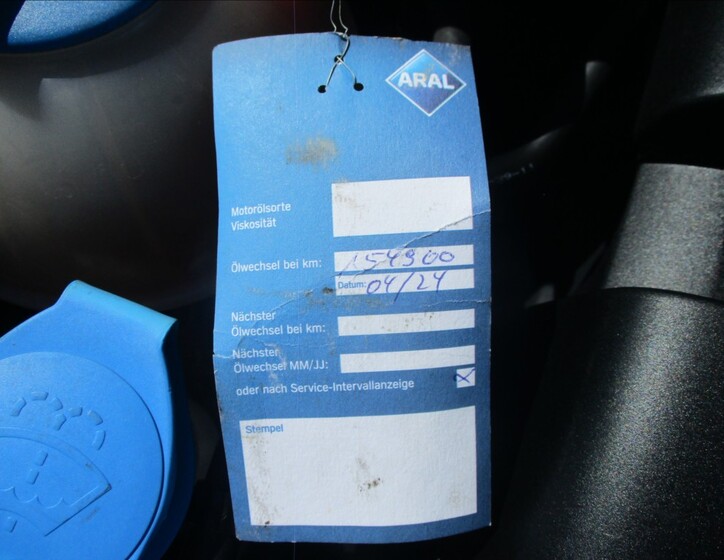 ARAL
Motorölsorte
Viskosität
Ölwechsel bei km: 154900
Datum: 04/24
Nächster
Ölwechsel bei km:
Nächster
Ölwechsel MM/JJ:
oder nach Service-Intervallanzeige x
Stempel